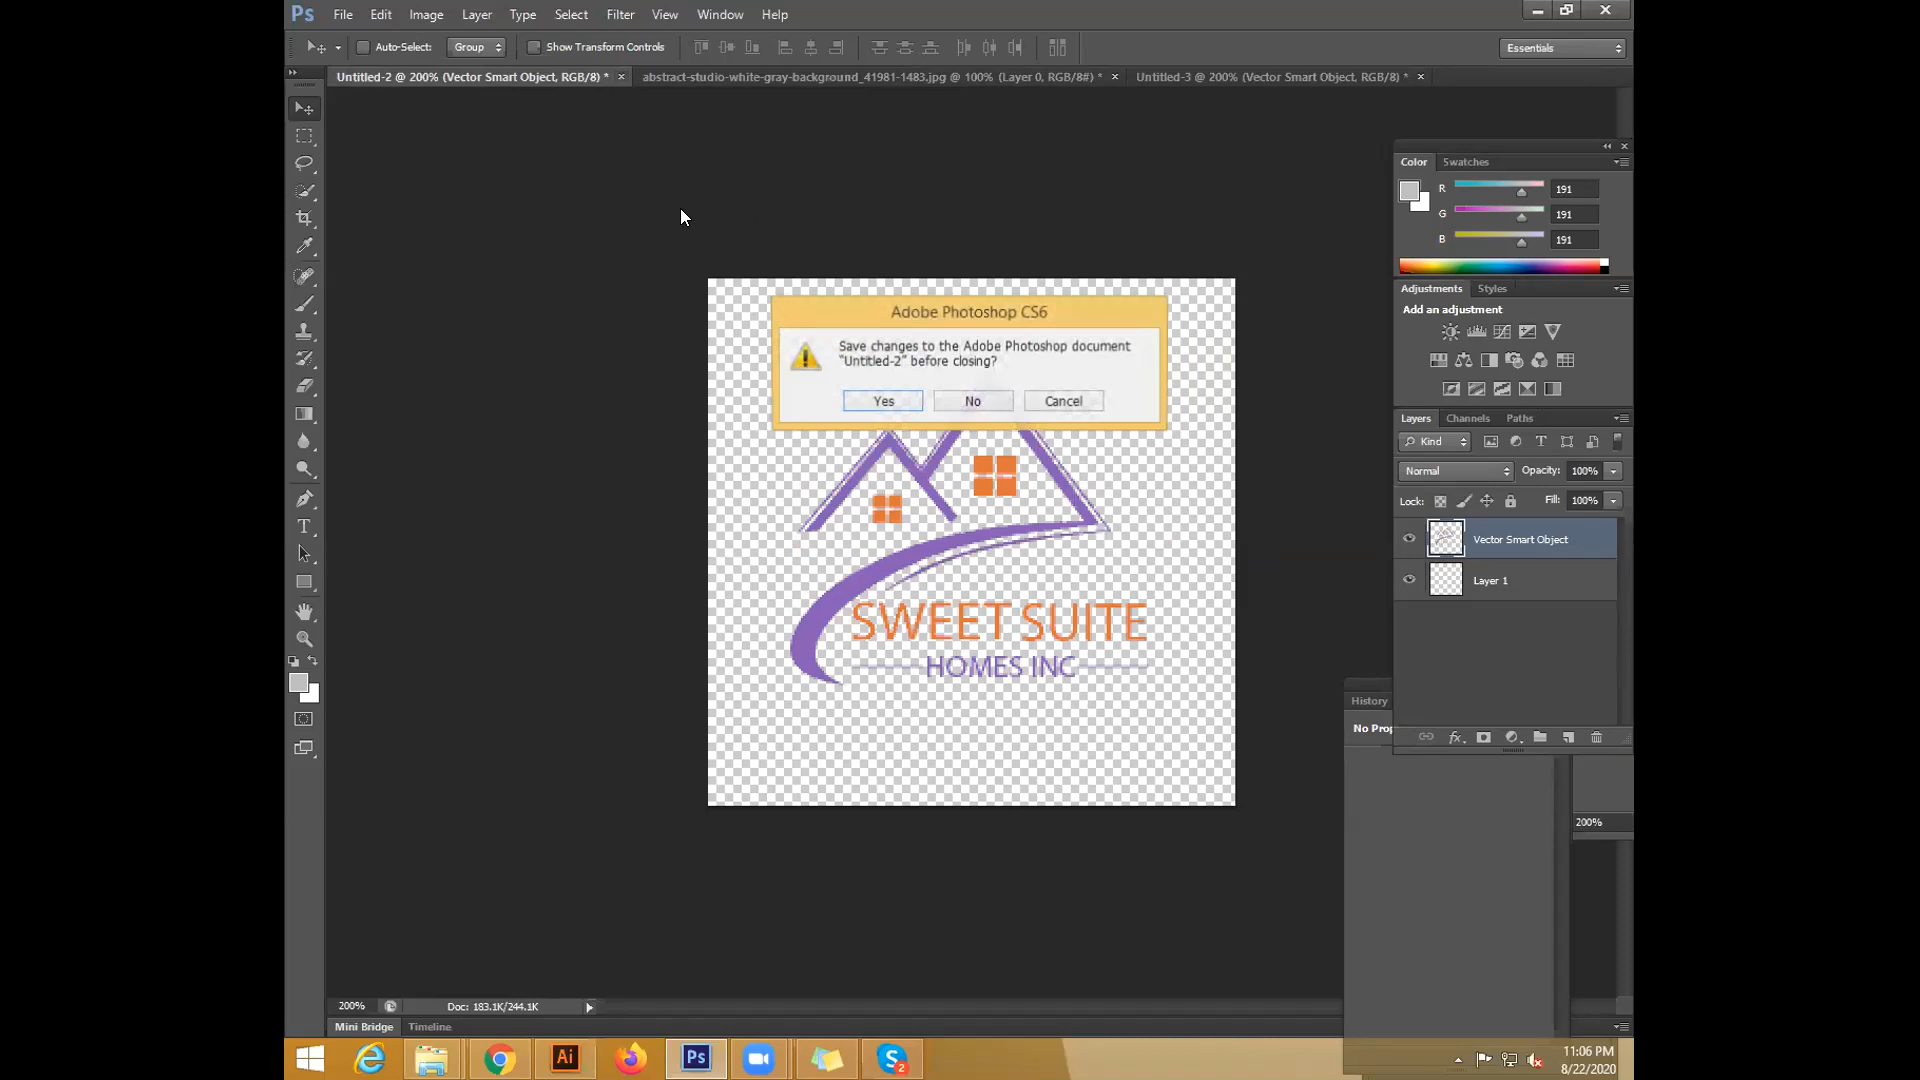 Ps File Edit Image Layer Type Select Filter View Window Help
Auto-Select: Group Show Transform Controls Essentials
Untitled-2 @ 200% (Vector Smart Object, RGB/8) * × abstract-studio-white-gray-background_41981-1483.jpg @ 100% (Layer 0, RGB/8#) * × Untitled-3 @ 200% (Vector Smart Object, RGB/8) * ×
Color Swatches
R 191
G 191
B 191
Adjustments Styles
Add an adjustment
Adobe Photoshop CS6
Save changes to the Adobe Photoshop document
"Untitled-2" before closing?
Yes No Cancel
Layers Channels Paths
Kind
Normal Opacity: 100%
Lock: Fill: 100%
Vector Smart Object
Layer 1
SWEET SUITE
HOMES INC
History
No Prop
200%
200% Doc: 183.1K/244.1K
Mini Bridge Timeline
Ai Ps S 2
11:06 PM
8/22/2020